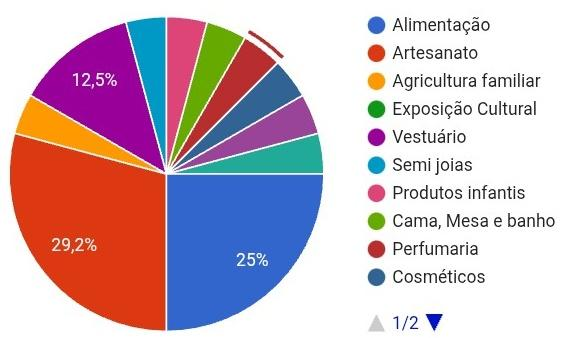 12,5%
29,2%
25%
Alimentação
Artesanato
Agricultura familiar
Exposição Cultural
Vestuário
Semi joias
Produtos infantis
Cama, Mesa e banho
Perfumaria
Cosméticos
1/2